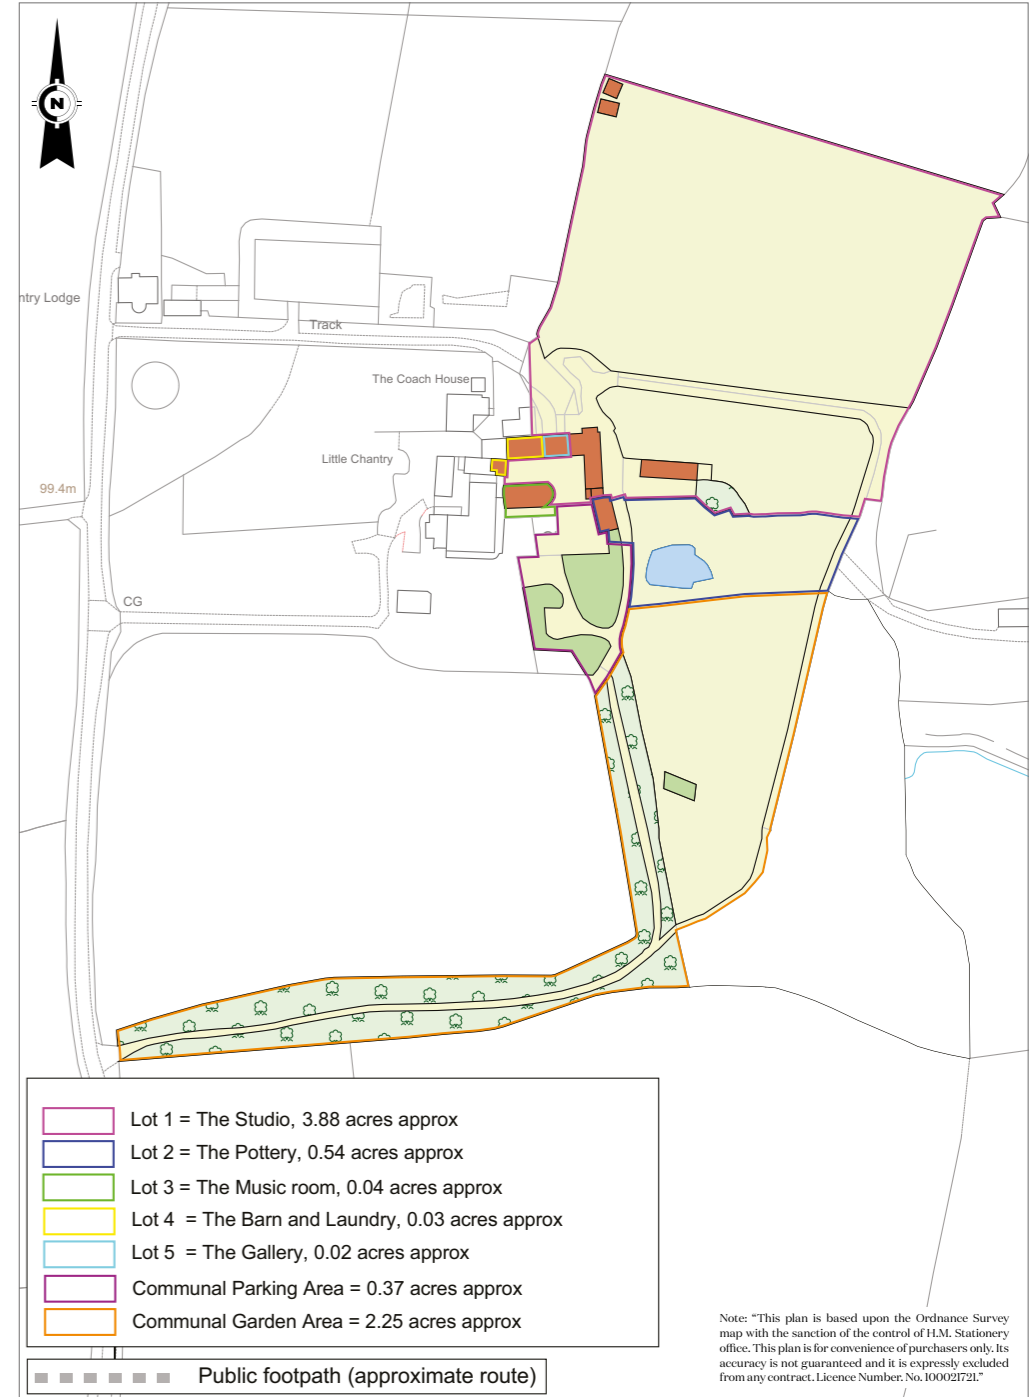 N
ntry Lodge
Track
The Coach House
Little Chantry
99.4m
CG
Lot 1 = The Studio, 3.88 acres approx
Lot 2 = The Pottery, 0.54 acres approx
Lot 3 = The Music room, 0.04 acres approx
Lot 4 = The Barn and Laundry, 0.03 acres approx
Lot 5 = The Gallery, 0.02 acres approx
Communal Parking Area = 0.37 acres approx
Communal Garden Area = 2.25 acres approx
Public footpath (approximate route)
Note: “This plan is based upon the Ordnance Survey
map with the sanction of the control of H.M. Stationery
office. This plan is for convenience of purchasers only. Its
accuracy is not guaranteed and it is expressly excluded
from any contract. Licence Number. No. 100021721.”